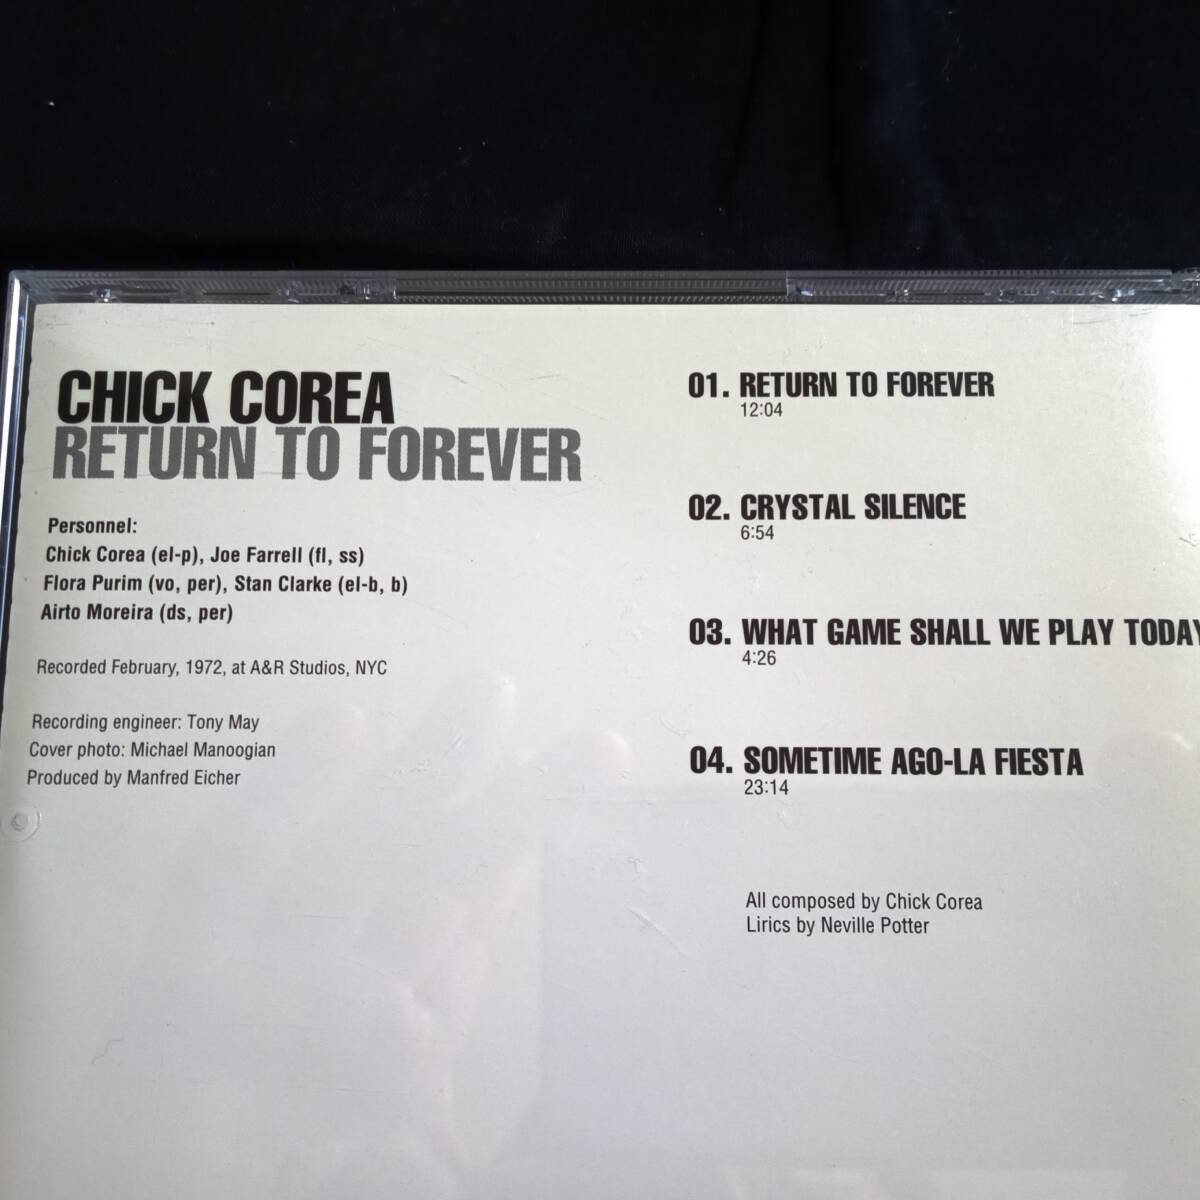 CHICK COREA
RETURN TO FOREVER
Personnel:
Chick Corea (el-p), Joe Farrell (fl, ss)
Flora Purim (vo, per), Stan Clarke (el-b, b)
Airto Moreira (ds, per)
Recorded February, 1972, at A&R Studios, NYC
Recording engineer: Tony May
Cover photo: Michael Manoogian
Produced by Manfred Eicher
01. RETURN TO FOREVER
12:04
02. CRYSTAL SILENCE
6:54
03. WHAT GAME SHALL WE PLAY TODAY
4:26
04. SOMETIME AGO-LA FIESTA
23:14
All composed by Chick Corea
Lirics by Neville Potter